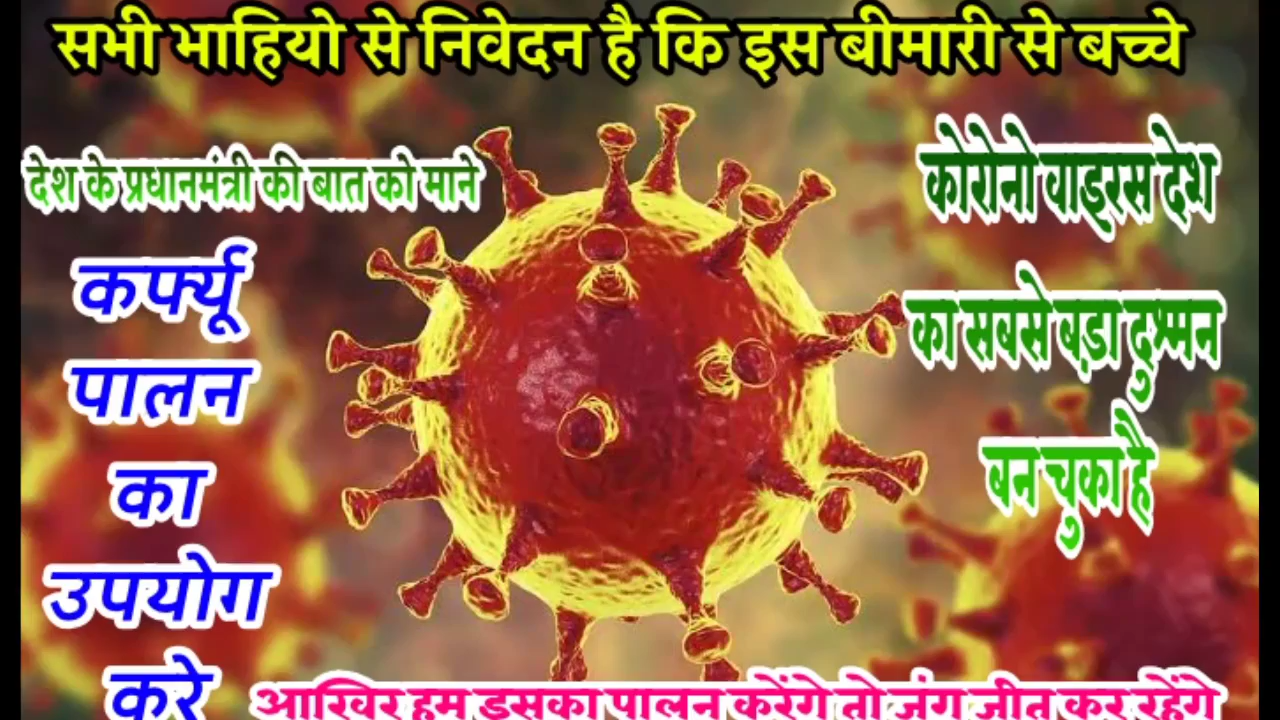 सभी भाहियो से निवेदन है कि इस बीमारी से बच्चे
देश के प्रधानमंत्री की बात को माने
कर्फ्यू
पालन
का
उपयोग
करे
कोरोनो वाइरस देश
का सबसे बड़ा दुश्मन
बन चुका है
आखिर हम इसका पालन करेंगे तो जंग जीत कर रहेंगे